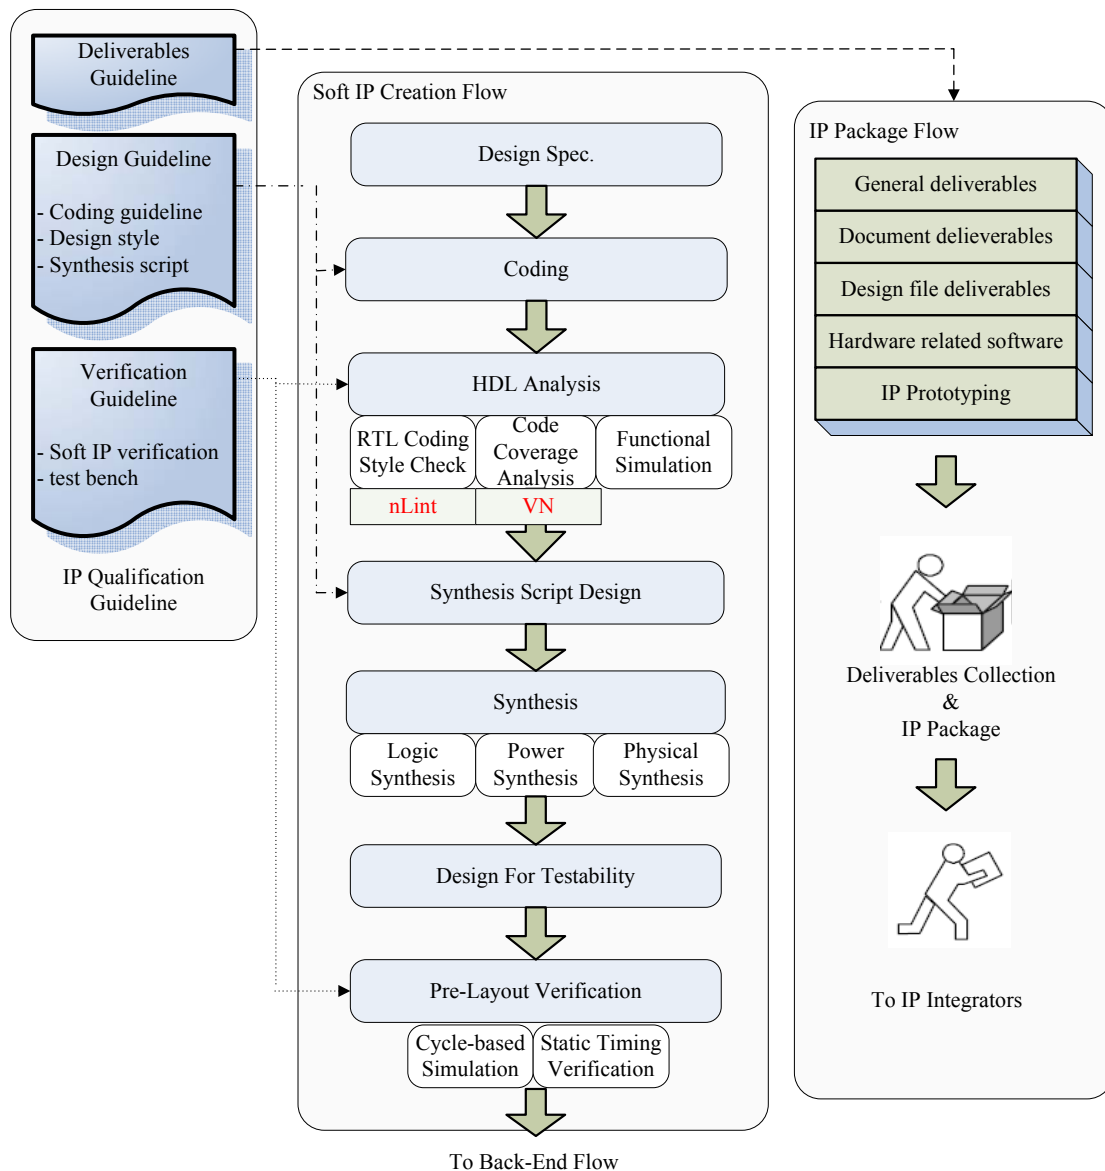 Deliverables
Guideline
Design Guideline
- Coding guideline
- Design style
- Synthesis script
Verification
Guideline
- Soft IP verification
- test bench
IP Qualification
Guideline
Soft IP Creation Flow
Design Spec.
Coding
HDL Analysis
RTL Coding
Style Check
Code
Coverage
Analysis
Functional
Simulation
nLint
VN
Synthesis Script Design
Synthesis
Logic
Synthesis
Power
Synthesis
Physical
Synthesis
Design For Testability
Pre-Layout Verification
Cycle-based
Simulation
Static Timing
Verification
To Back-End Flow
IP Package Flow
General deliverables
Document delieverables
Design file deliverables
Hardware related software
IP Prototyping
Deliverables Collection
&
IP Package
To IP Integrators